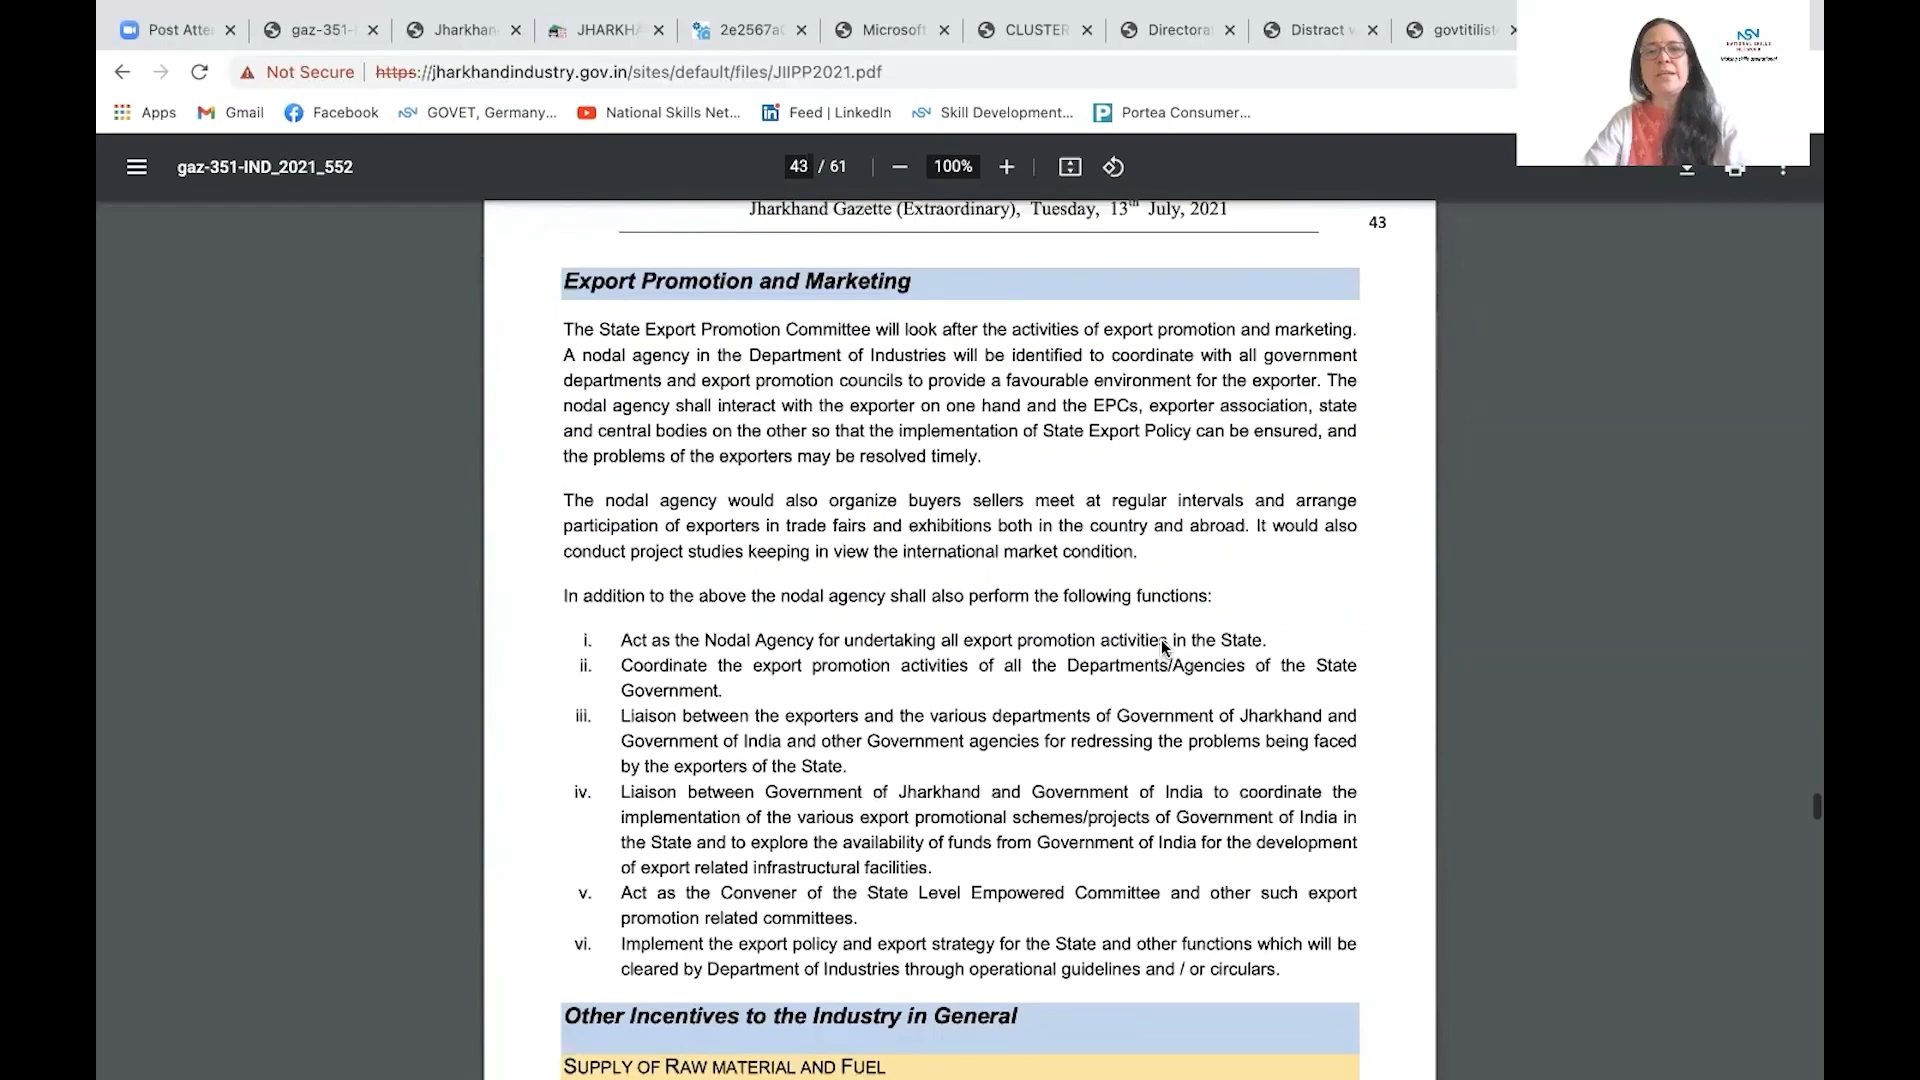 Post Atte
gaz-351-
Jharkhan
JHARKHA
2e2567a
Microsoft
CLUSTER
Director
Distract
govtitilist
Not Secure
https://jharkhandindustry.gov.in/sites/default/files/JIIPP2021.pdf
Apps
Gmail
Facebook
GOVET, Germany...
National Skills Net...
Feed | LinkedIn
Skill Development...
Portea Consumer...
NSN
NATIONAL SKILLS
NETWORK
gaz-351-IND_2021_552
43 / 61
100%
Jharkhand Gazette (Extraordinary), Tuesday, 13th July, 2021
43
Export Promotion and Marketing
The State Export Promotion Committee will look after the activities of export promotion and marketing.
A nodal agency in the Department of Industries will be identified to coordinate with all government
departments and export promotion councils to provide a favourable environment for the exporter. The
nodal agency shall interact with the exporter on one hand and the EPCs, exporter association, state
and central bodies on the other so that the implementation of State Export Policy can be ensured, and
the problems of the exporters may be resolved timely.
The nodal agency would also organize buyers sellers meet at regular intervals and arrange
participation of exporters in trade fairs and exhibitions both in the country and abroad. It would also
conduct project studies keeping in view the international market condition.
In addition to the above the nodal agency shall also perform the following functions:
i. Act as the Nodal Agency for undertaking all export promotion activities in the State.
ii. Coordinate the export promotion activities of all the Departments/Agencies of the State
Government.
iii. Liaison between the exporters and the various departments of Government of Jharkhand and
Government of India and other Government agencies for redressing the problems being faced
by the exporters of the State.
iv. Liaison between Government of Jharkhand and Government of India to coordinate the
implementation of the various export promotional schemes/projects of Government of India in
the State and to explore the availability of funds from Government of India for the development
of export related infrastructural facilities.
v. Act as the Convener of the State Level Empowered Committee and other such export
promotion related committees.
vi. Implement the export policy and export strategy for the State and other functions which will be
cleared by Department of Industries through operational guidelines and / or circulars.
Other Incentives to the Industry in General
SUPPLY OF RAW MATERIAL AND FUEL